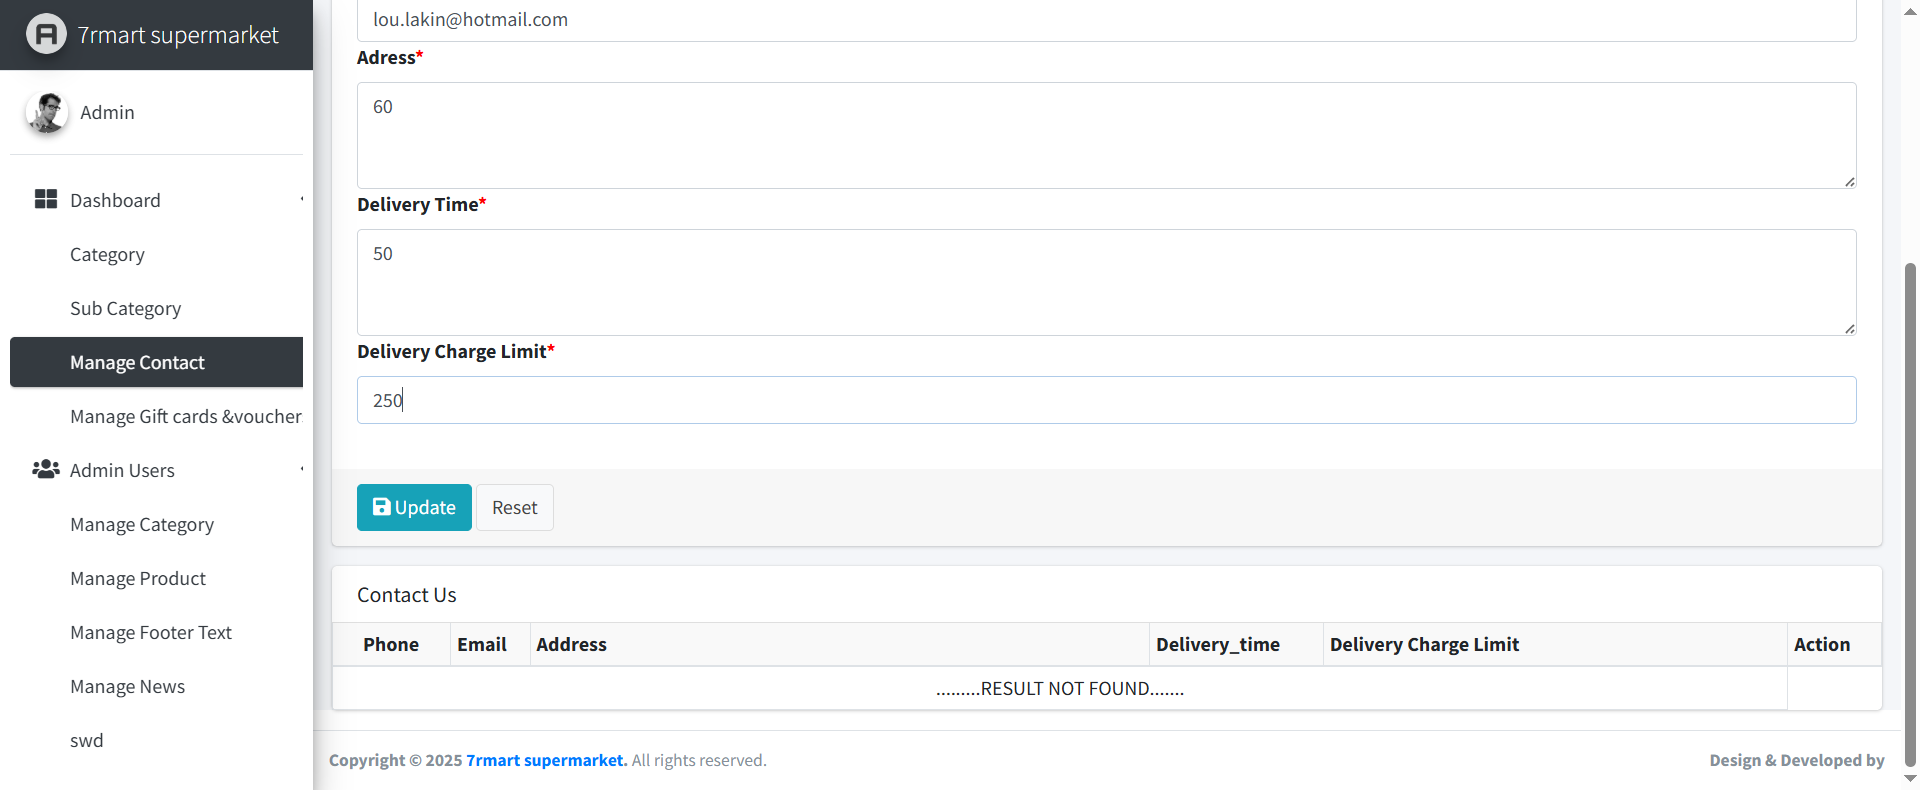 7rmart supermarket
Admin
Dashboard
Category
Sub Category
Manage Contact
Manage Gift cards &voucher
Admin Users
Manage Category
Manage Product
Manage Footer Text
Manage News
swd
lou.lakin@hotmail.com
Adress*
60
Delivery Time*
50
Delivery Charge Limit*
250
Update Reset
Contact Us
Phone Email Address Delivery_time Delivery Charge Limit Action
.........RESULT NOT FOUND.......
Copyright © 2025 7rmart supermarket. All rights reserved. Design & Developed by